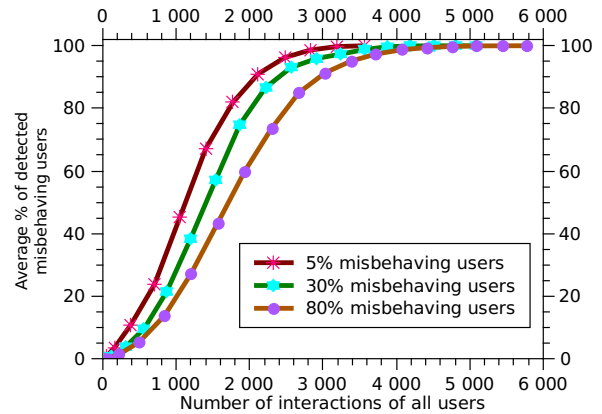 0 1 000 2 000 3 000 4 000 5 000 6 000
100 100
80 80
60 60
40 40
20 20
0 0
Average % of detected
misbehaving users
5% misbehaving users
30% misbehaving users
80% misbehaving users
0 1 000 2 000 3 000 4 000 5 000 6 000
Number of interactions of all users